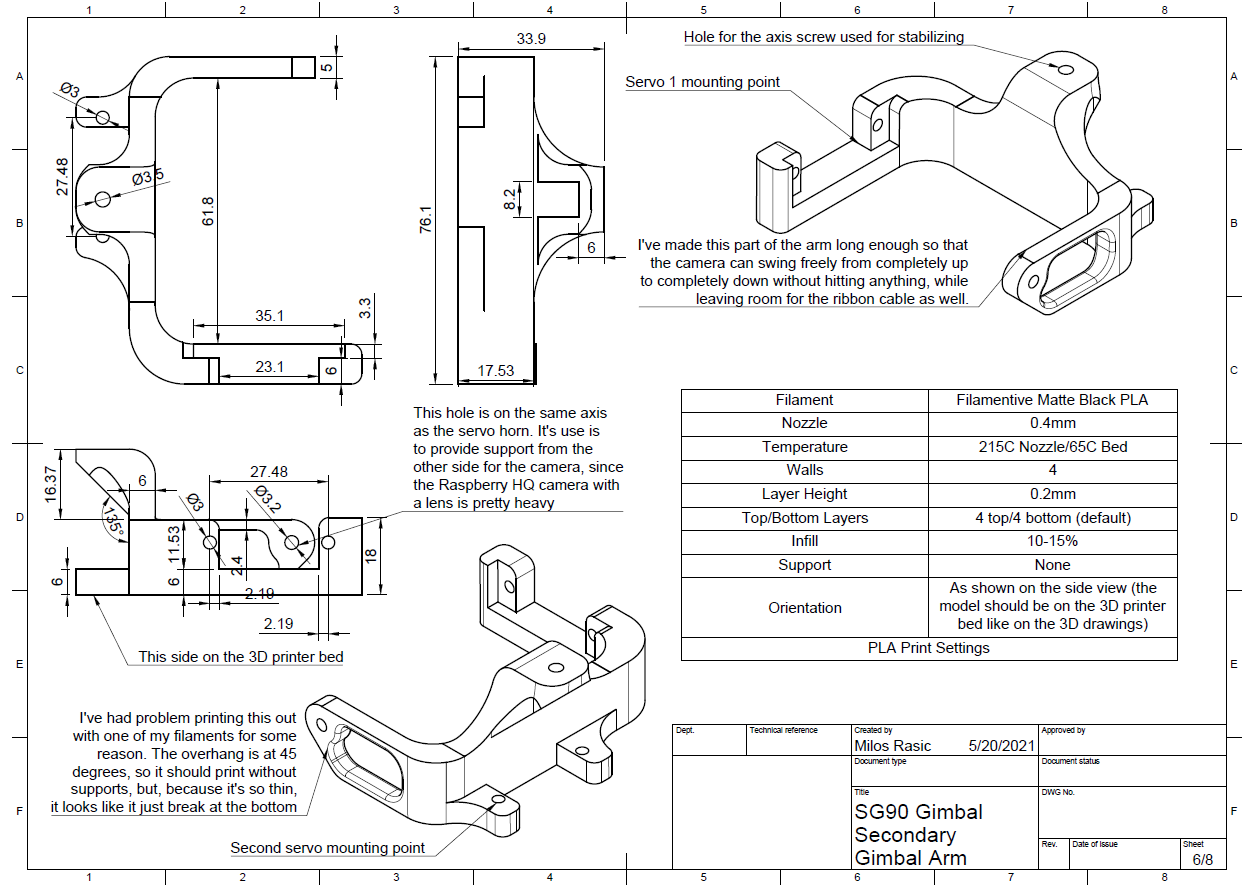 1 2 3 4 5 6 7 8
A
B
C
D
E
F
A
B
C
D
E
F
1 2 3 4 5 6 7 8
Ø3
27.48
Ø3.5
61.8
5
35.1
3.3
23.1
6
33.9
76.1
8.2
6
17.53
Hole for the axis screw used for stabilizing
Servo 1 mounting point
I've made this part of the arm long enough so that
the camera can swing freely from completely up
to completely down without hitting anything, while
leaving room for the ribbon cable as well.
This hole is on the same axis
as the servo horn. It's use is
to provide support from the
other side for the camera, since
the Raspberry HQ camera with
a lens is pretty heavy
16.37
6
135°
Ø3
27.48
Ø3.2
11.53
2.4
18
6
6
2.19
2.19
This side on the 3D printer bed
I've had problem printing this out
with one of my filaments for some
reason. The overhang is at 45
degrees, so it should print without
supports, but, because it's so thin,
it looks like it just break at the bottom
Second servo mounting point
Filament Filamentive Matte Black PLA
Nozzle 0.4mm
Temperature 215C Nozzle/65C Bed
Walls 4
Layer Height 0.2mm
Top/Bottom Layers 4 top/4 bottom (default)
Infill 10-15%
Support None
Orientation
As shown on the side view (the
model should be on the 3D printer
bed like on the 3D drawings)
PLA Print Settings
Dept. Technical reference Created by Approved by
Milos Rasic 5/20/2021
Document type Document status
Title DWG No.
SG90 Gimbal
Secondary
Gimbal Arm
Rev. Date of Issue Sheet
6/8